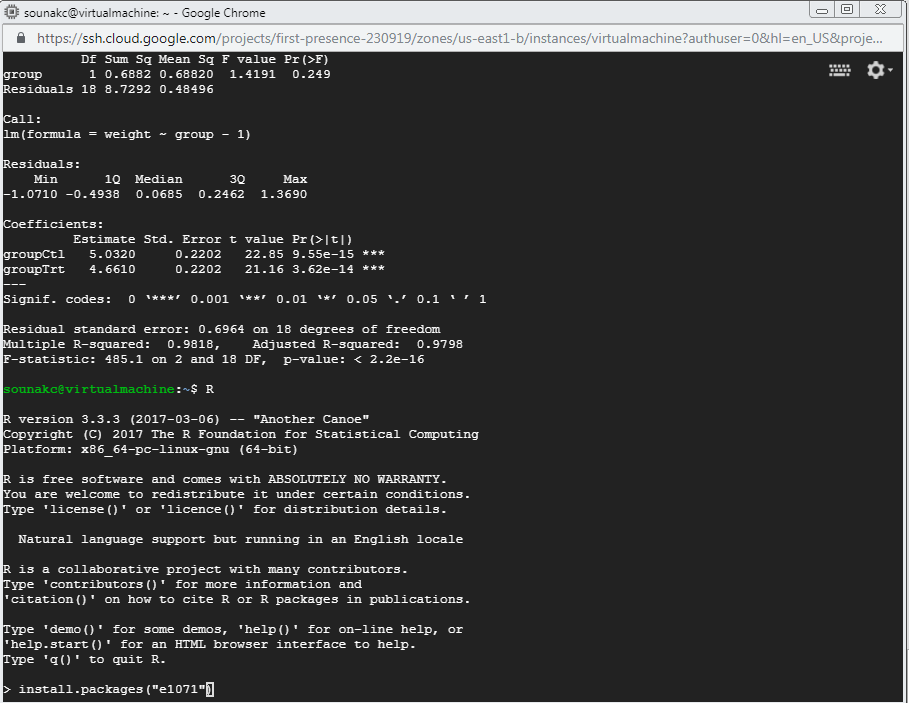 sounakc@virtualmachine: ~ - Google Chrome
https://ssh.cloud.google.com/projects/first-presence-230919/zones/us-east1-b/instances/virtualmachine?authuser=0&hl=en_US&proje...
          Df Sum Sq Mean Sq F value Pr(>F)
group      1 0.6882 0.68820  1.4191  0.249
Residuals 18 8.7292 0.48496
Call:
lm(formula = weight ~ group - 1)
Residuals:
    Min      1Q  Median      3Q     Max
-1.0710 -0.4938  0.0685  0.2462  1.3690
Coefficients:
         Estimate Std. Error t value Pr(>|t|)
groupCtl   5.0320     0.2202   22.85 9.55e-15 ***
groupTrt   4.6610     0.2202   21.16 3.62e-14 ***
---
Signif. codes:  0 ‘***’ 0.001 ‘**’ 0.01 ‘*’ 0.05 ‘.’ 0.1 ‘ ’ 1
Residual standard error: 0.6964 on 18 degrees of freedom
Multiple R-squared:  0.9818,    Adjusted R-squared:  0.9798
F-statistic: 485.1 on 2 and 18 DF,  p-value: < 2.2e-16
sounakc@virtualmachine:~$ R
R version 3.3.3 (2017-03-06) -- "Another Canoe"
Copyright (C) 2017 The R Foundation for Statistical Computing
Platform: x86_64-pc-linux-gnu (64-bit)
R is free software and comes with ABSOLUTELY NO WARRANTY.
You are welcome to redistribute it under certain conditions.
Type 'license()' or 'licence()' for distribution details.
  Natural language support but running in an English locale
R is a collaborative project with many contributors.
Type 'contributors()' for more information and
'citation()' on how to cite R or R packages in publications.
Type 'demo()' for some demos, 'help()' for on-line help, or
'help.start()' for an HTML browser interface to help.
Type 'q()' to quit R.
> install.packages("e1071")